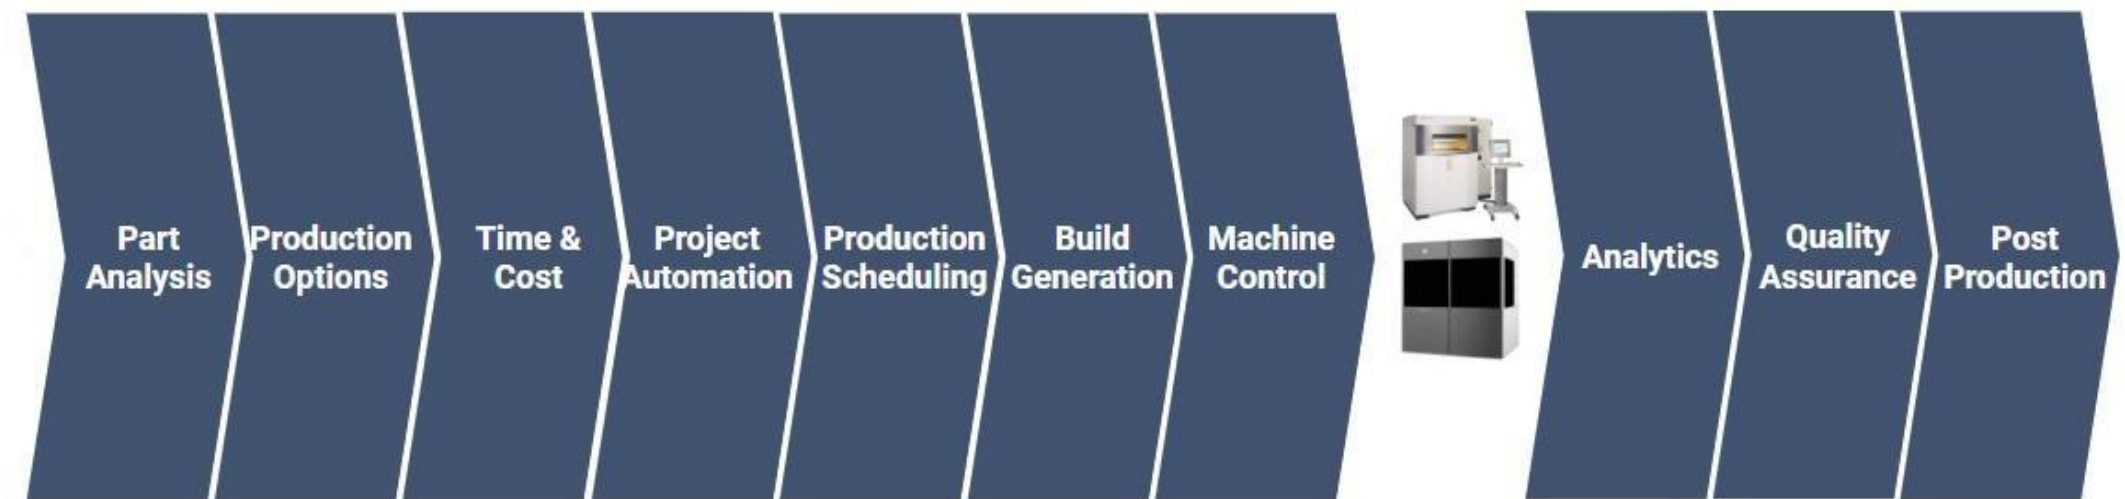 Part
Analysis
Production
Options
Time &
Cost
Project
Automation
Production
Scheduling
Build
Generation
Machine
Control
Analytics
Quality
Assurance
Post
Production